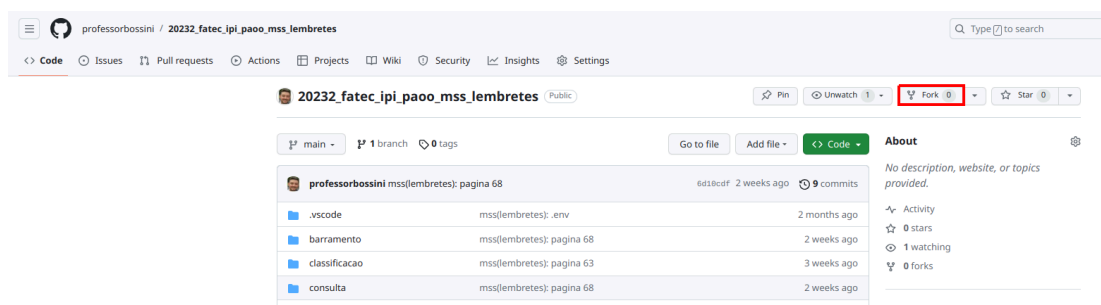 professorbossini / 20232_fatec_ipi_paoo_mss_lembretes
Type / to search
<> Code Issues Pull requests Actions Projects Wiki Security Insights Settings
20232_fatec_ipi_paoo_mss_lembretes Public
Pin Unwatch 1 Fork 0 Star 0
main 1 branch 0 tags Go to file Add file <> Code
About
No description, website, or topics
provided.
professorbossini mss(lembretes): pagina 68 6d10cdf 2 weeks ago 9 commits
.vscode mss(lembretes): .env 2 months ago
barramento mss(lembretes): pagina 68 2 weeks ago
classificacao mss(lembretes): pagina 63 3 weeks ago
consulta mss(lembretes): pagina 68 2 weeks ago
Activity
0 stars
1 watching
0 forks